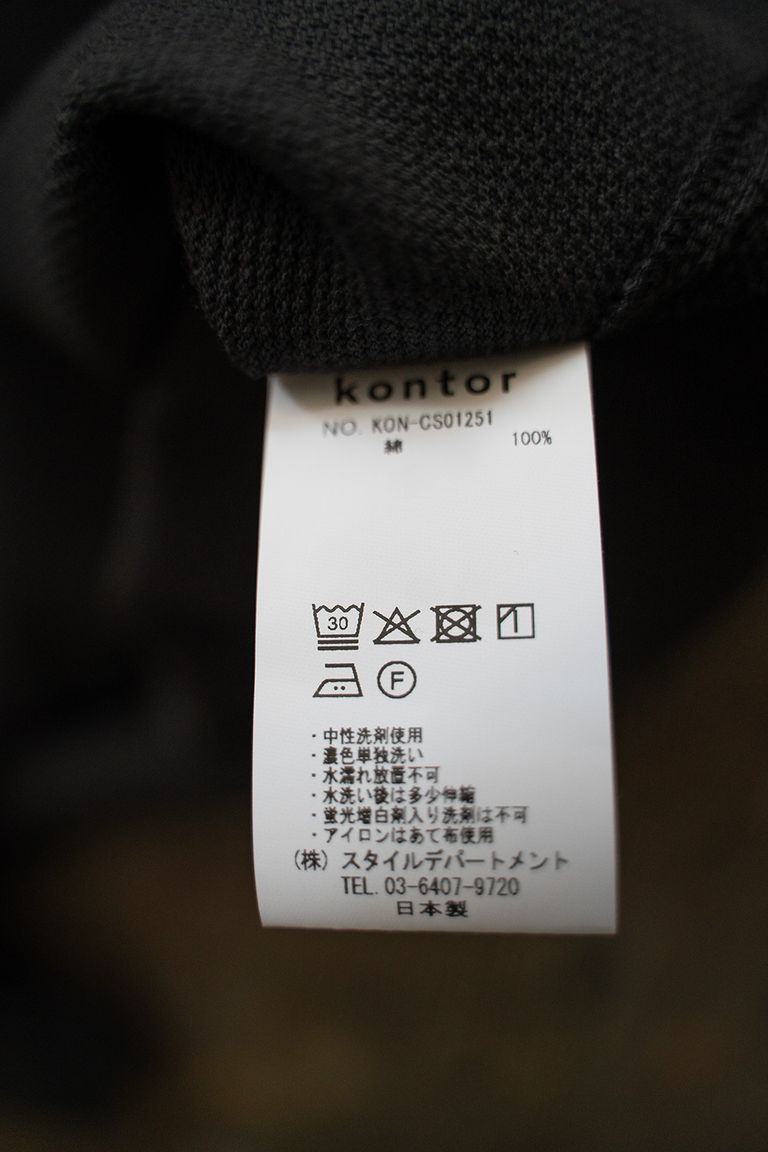 kontor
NO. KON-CS01251
綿 100%
30
F
・中性洗剤使用
・濃色単独洗い
・水濡れ放置不可
・水洗い後は多少伸縮
・蛍光増白剤入り洗剤は不可
・アイロンはあて布使用
(株) スタイルデパートメント
TEL. 03-6407-9720
日本製